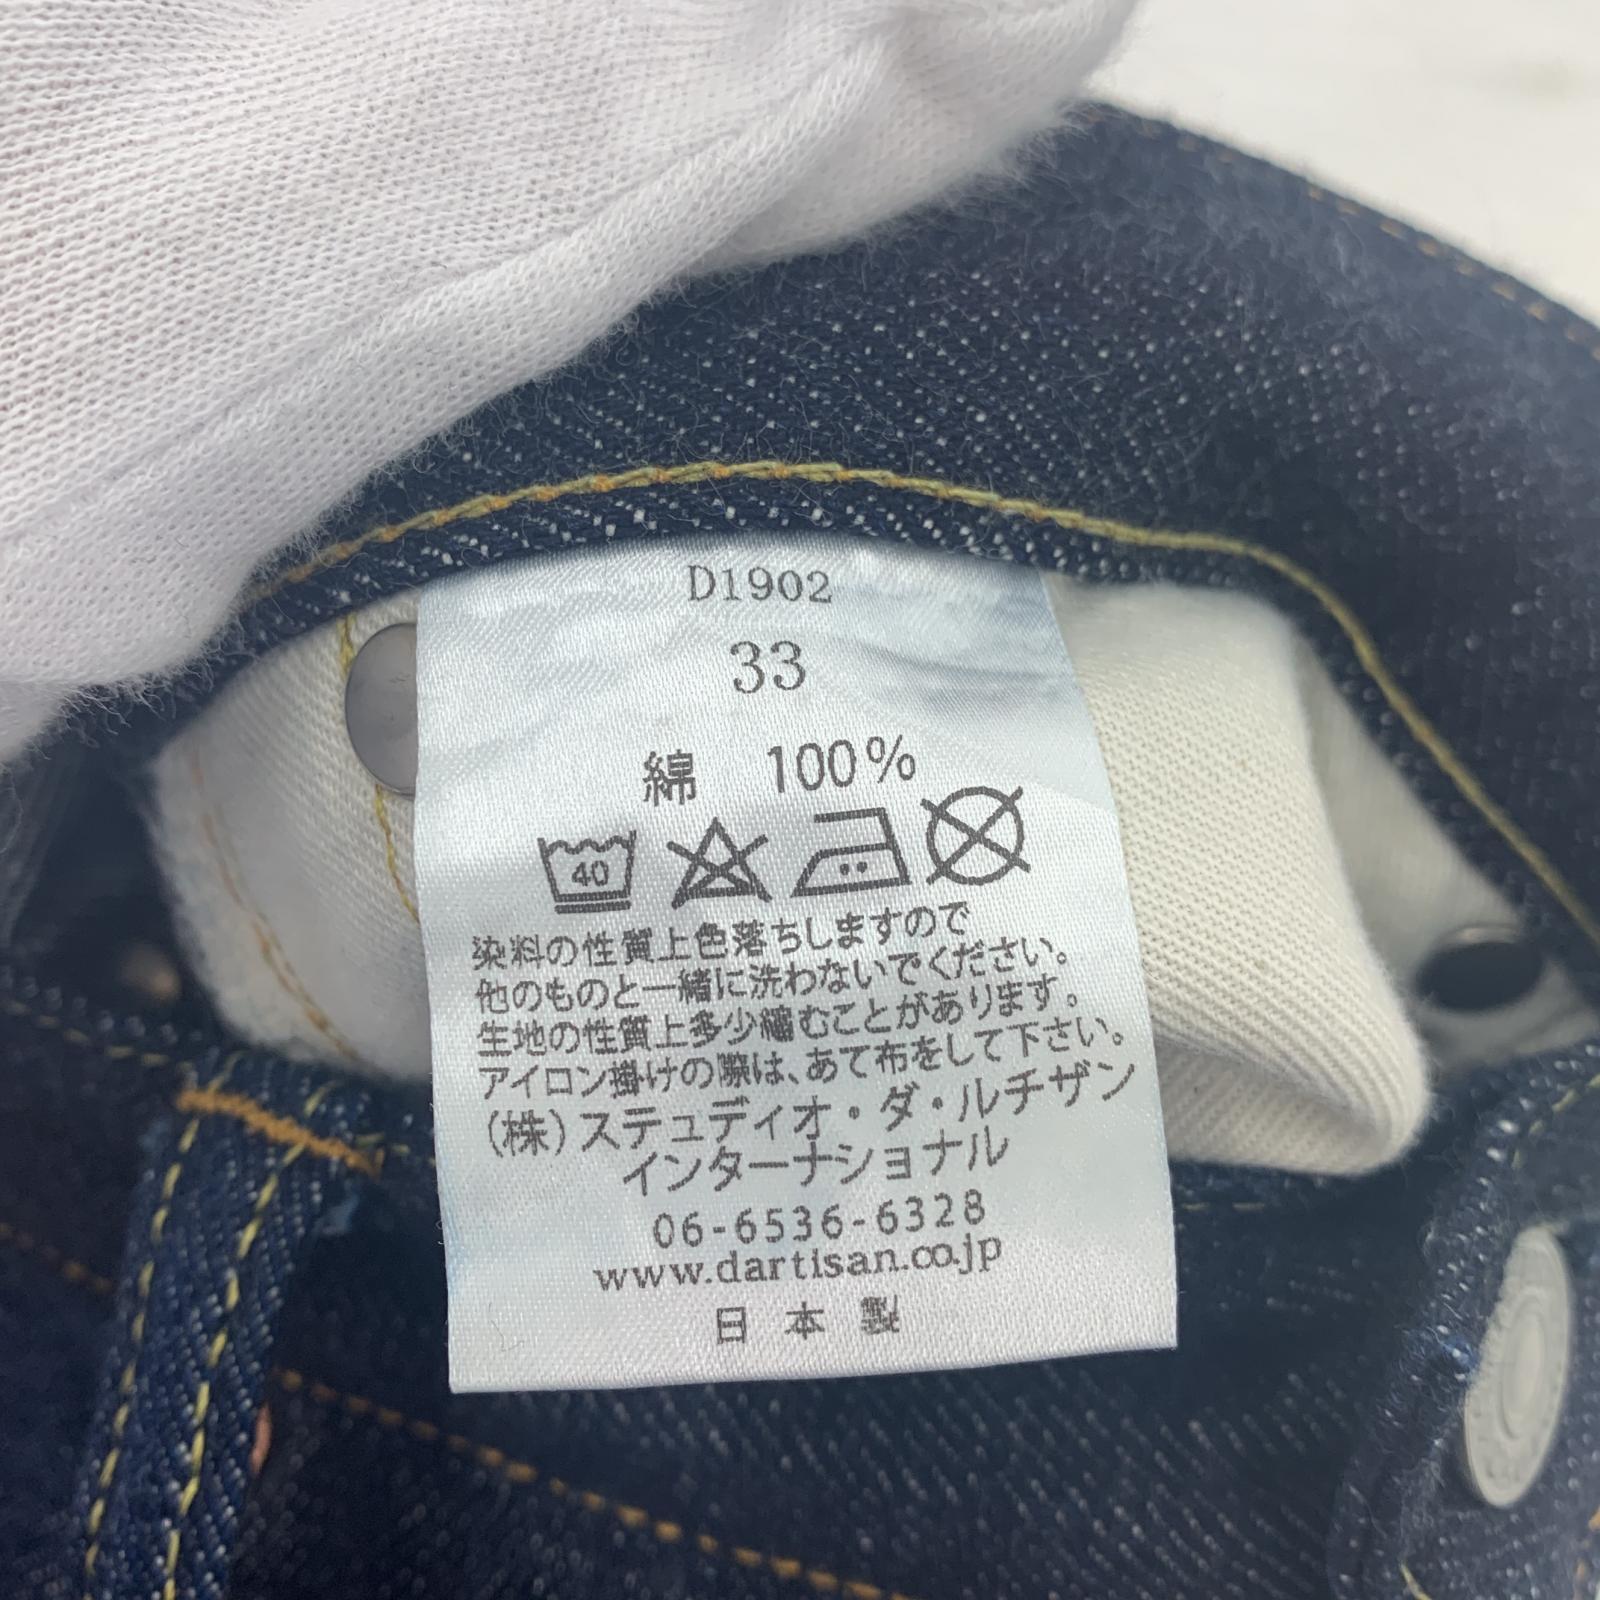 D1902
33
綿 100%
40
染料の性質上色落ちしますので
他のものと一緒に洗わないでください。
生地の性質上多少縮むことがあります。
アイロン掛けの際は、あて布をして下さい。
(株)ステュディオ・ダ・ルチザン
インターナショナル
06-6536-6328
www.dartisan.co.jp
日本製